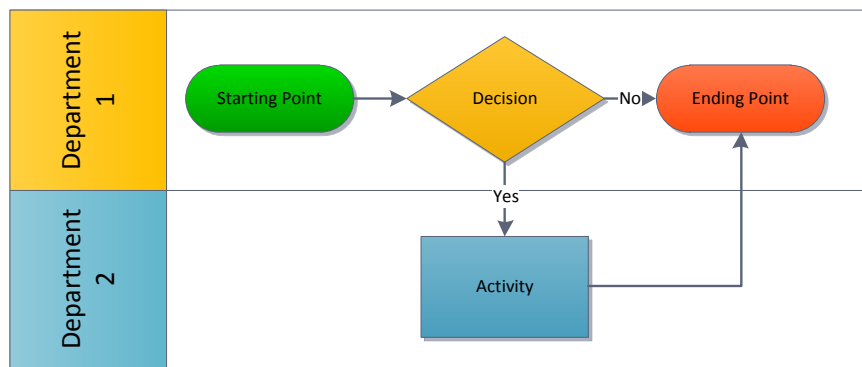 Department
1
Starting Point
Decision
No
Ending Point
Yes
Department
2
Activity